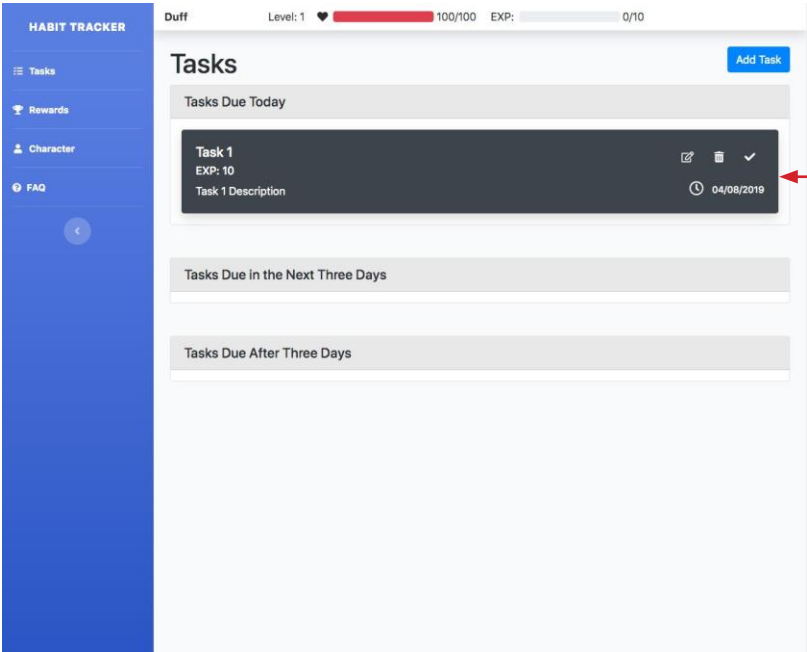 HABIT TRACKER
Tasks
Rewards
Character
FAQ
Duff Level: 1 100/100 EXP: 0/10
Tasks
Add Task
Tasks Due Today
Task 1
EXP: 10
Task 1 Description
04/08/2019
Tasks Due in the Next Three Days
Tasks Due After Three Days